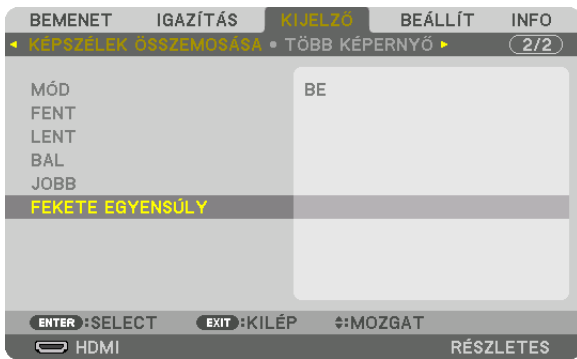 BEMENET IGAZÍTÁS KIJELZŐ BEÁLLÍT INFO
KÉPSZÉLEK ÖSSZEMOSÁSA • TÖBB KÉPERNYŐ 2/2
MÓD BE
FENT
LENT
BAL
JOBB
FEKETE EGYENSÚLY
ENTER :SELECT EXIT :KILÉP :MOZGAT
HDMI RÉSZLETES